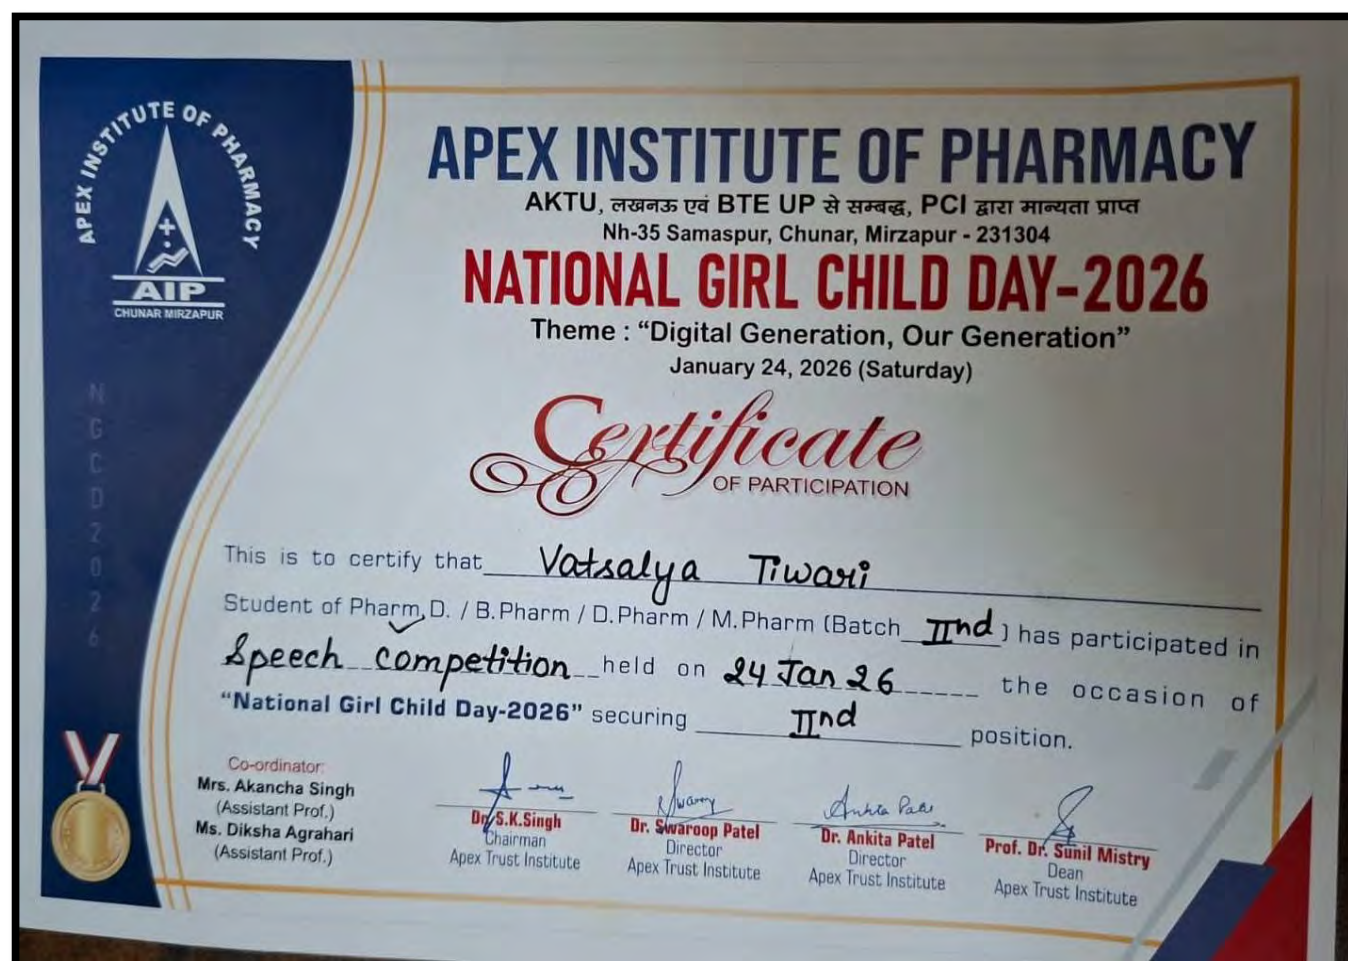 APEX INSTITUTE OF PHARMACY
AIP
CHUNAR MIRZAPUR
NGCD2026
APEX INSTITUTE OF PHARMACY
AKTU, लखनऊ एवं BTE UP से सम्बद्ध, PCI द्वारा मान्यता प्राप्त
Nh-35 Samaspur, Chunar, Mirzapur - 231304
NATIONAL GIRL CHILD DAY-2026
Theme : “Digital Generation, Our Generation”
January 24, 2026 (Saturday)
Certificate
OF PARTICIPATION
This is to certify that Vatsalya Tiwari
Student of Pharm.D. / B.Pharm / D.Pharm / M.Pharm (Batch IInd) has participated in
Speech competition held on 24 Jan 26 the occasion of
“National Girl Child Day-2026” securing IInd position.
Co-ordinator:
Mrs. Akancha Singh
(Assistant Prof.)
Ms. Diksha Agrahari
(Assistant Prof.)
Dr. S.K.Singh
Chairman
Apex Trust Institute
Swaroop
Dr. Swaroop Patel
Director
Apex Trust Institute
Ankita Patel
Dr. Ankita Patel
Director
Apex Trust Institute
Prof. Dr. Sunil Mistry
Dean
Apex Trust Institute